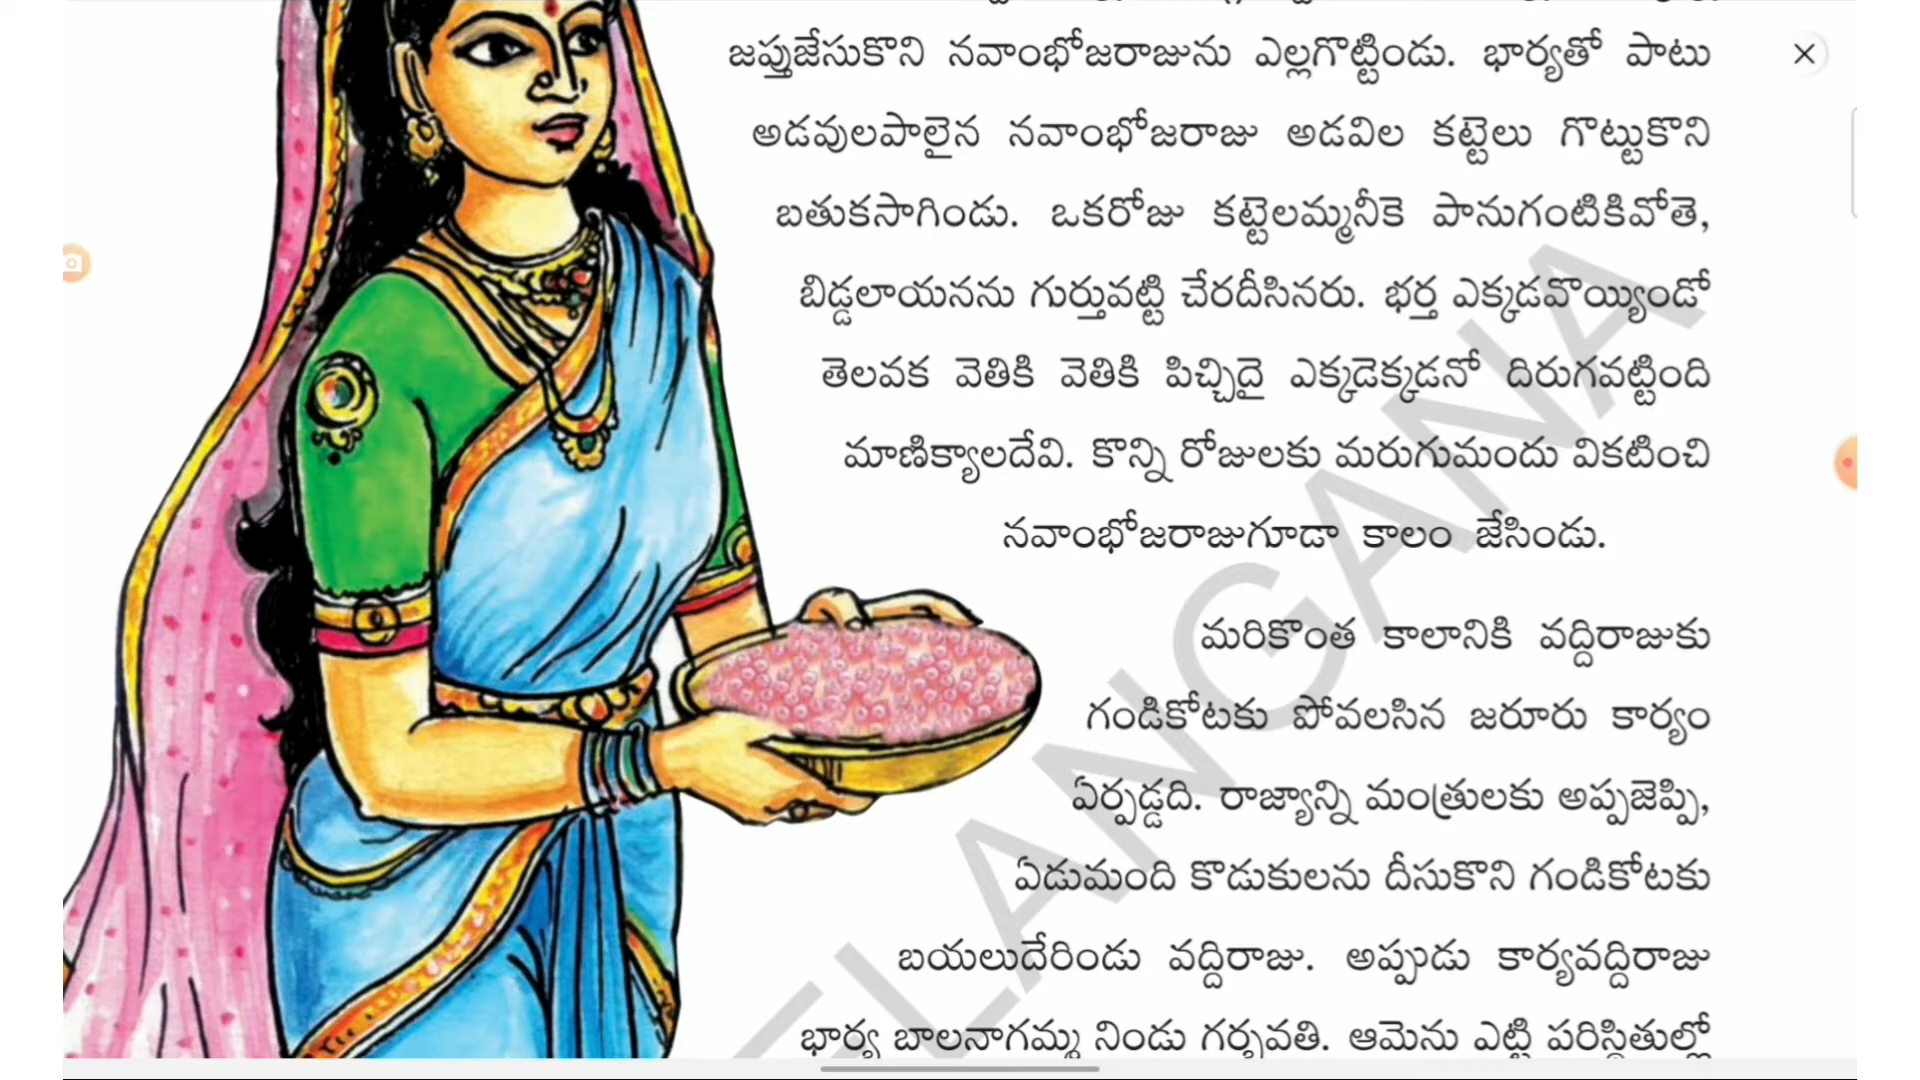 జప్తుజేసుకొని నవాంభోజరాజును ఎల్లగొట్టిండు. భార్యతో పాటు
అడవులపాలైన నవాంభోజరాజు అడవిల కట్టెలు గొట్టుకొని
బతుకసాగిండు. ఒకరోజు కట్టెలమ్మనీకె పానుగంటికివోతె,
బిడ్డలాయనను గుర్తువట్టి చేరదీసినరు. భర్త ఎక్కడవొయ్యిండో
తెలవక వెతికి వెతికి పిచ్చిదై ఎక్కడెక్కడనో దిరుగవట్టింది
మాణిక్యాలదేవి. కొన్ని రోజులకు మరుగుమందు వికటించి
నవాంభోజరాజుగూడా కాలం జేసిండు.
మరికొంత కాలానికి వద్దిరాజుకు
గండికోటకు పోవలసిన జరూరు కార్యం
ఏర్పడ్డది. రాజ్యాన్ని మంత్రులకు అప్పజెప్పి,
ఏడుమంది కొడుకులను దీసుకొని గండికోటకు
బయలుదేరిండు వద్దిరాజు. అప్పుడు కార్యవద్దిరాజు
భార్య బాలనాగమ్మ నిండు గర్భవతి. ఆమెను ఎట్టి పరిస్థితుల్లో
TELANGANA